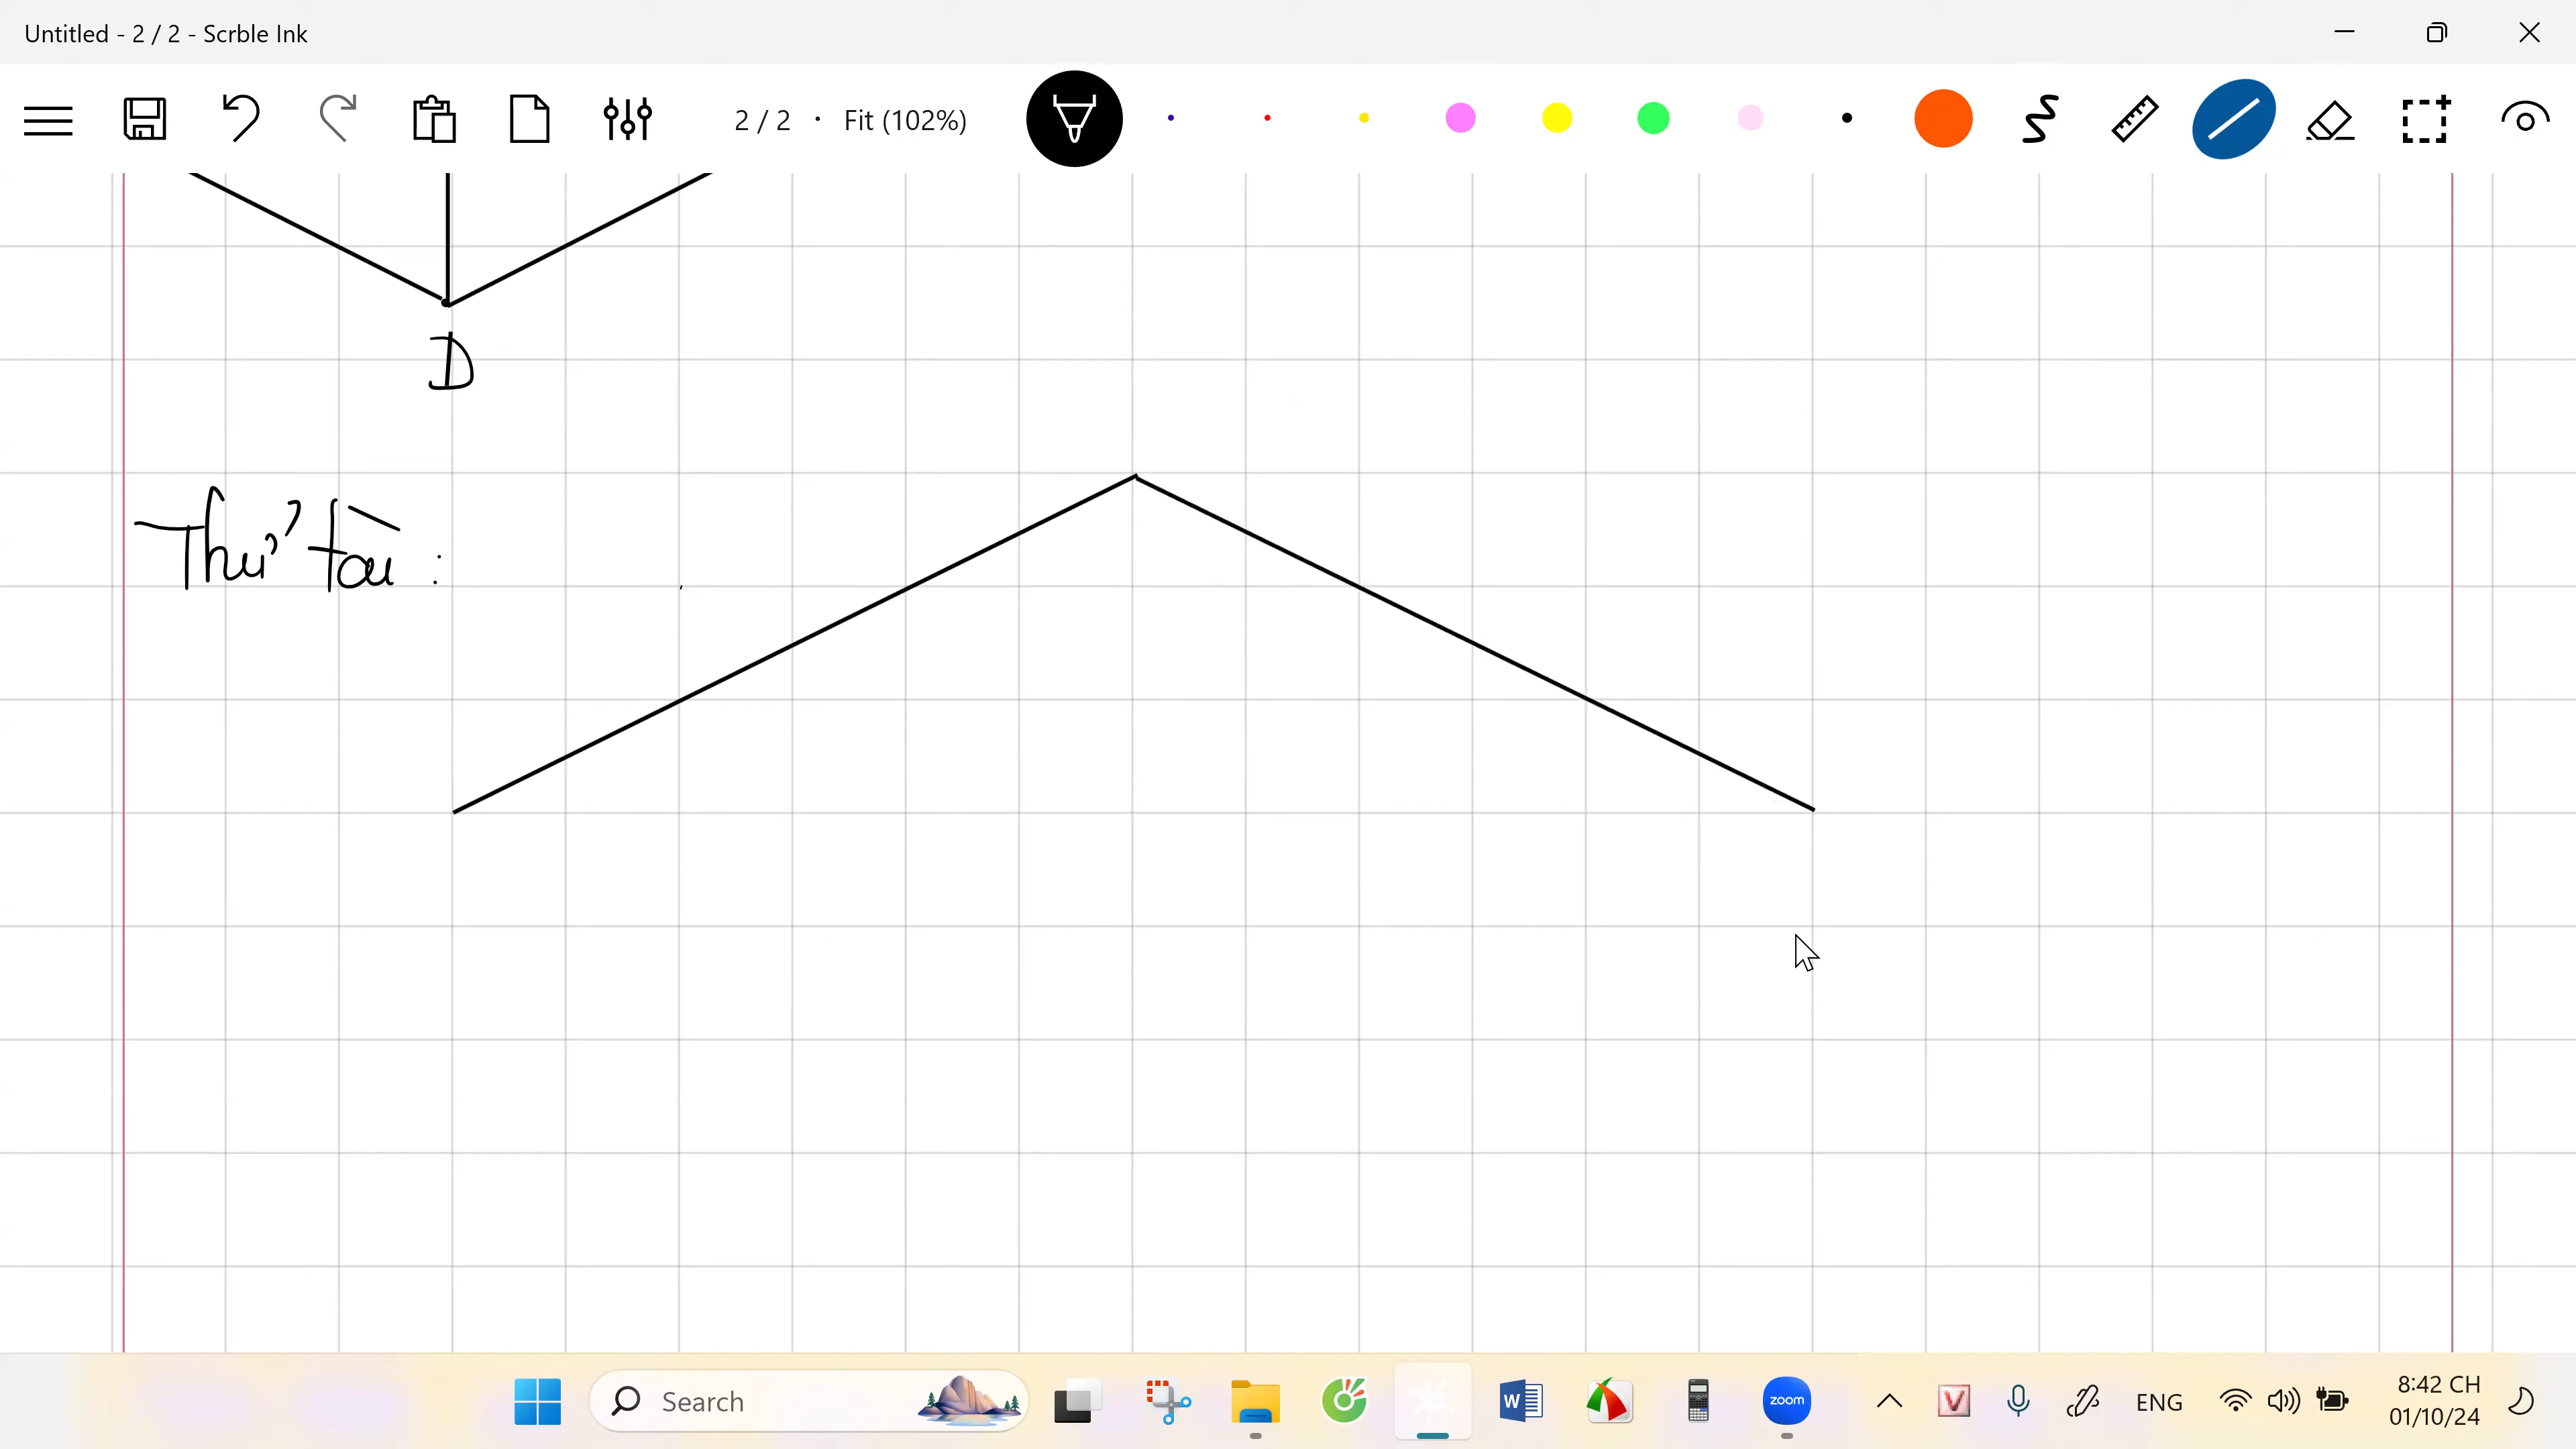 Untitled - 2 / 2 - Scrble Ink
2 / 2 · Fit (102%)
D
Thử tài :
Search
W
zoom
V
ENG
8:42 CH
01/10/24